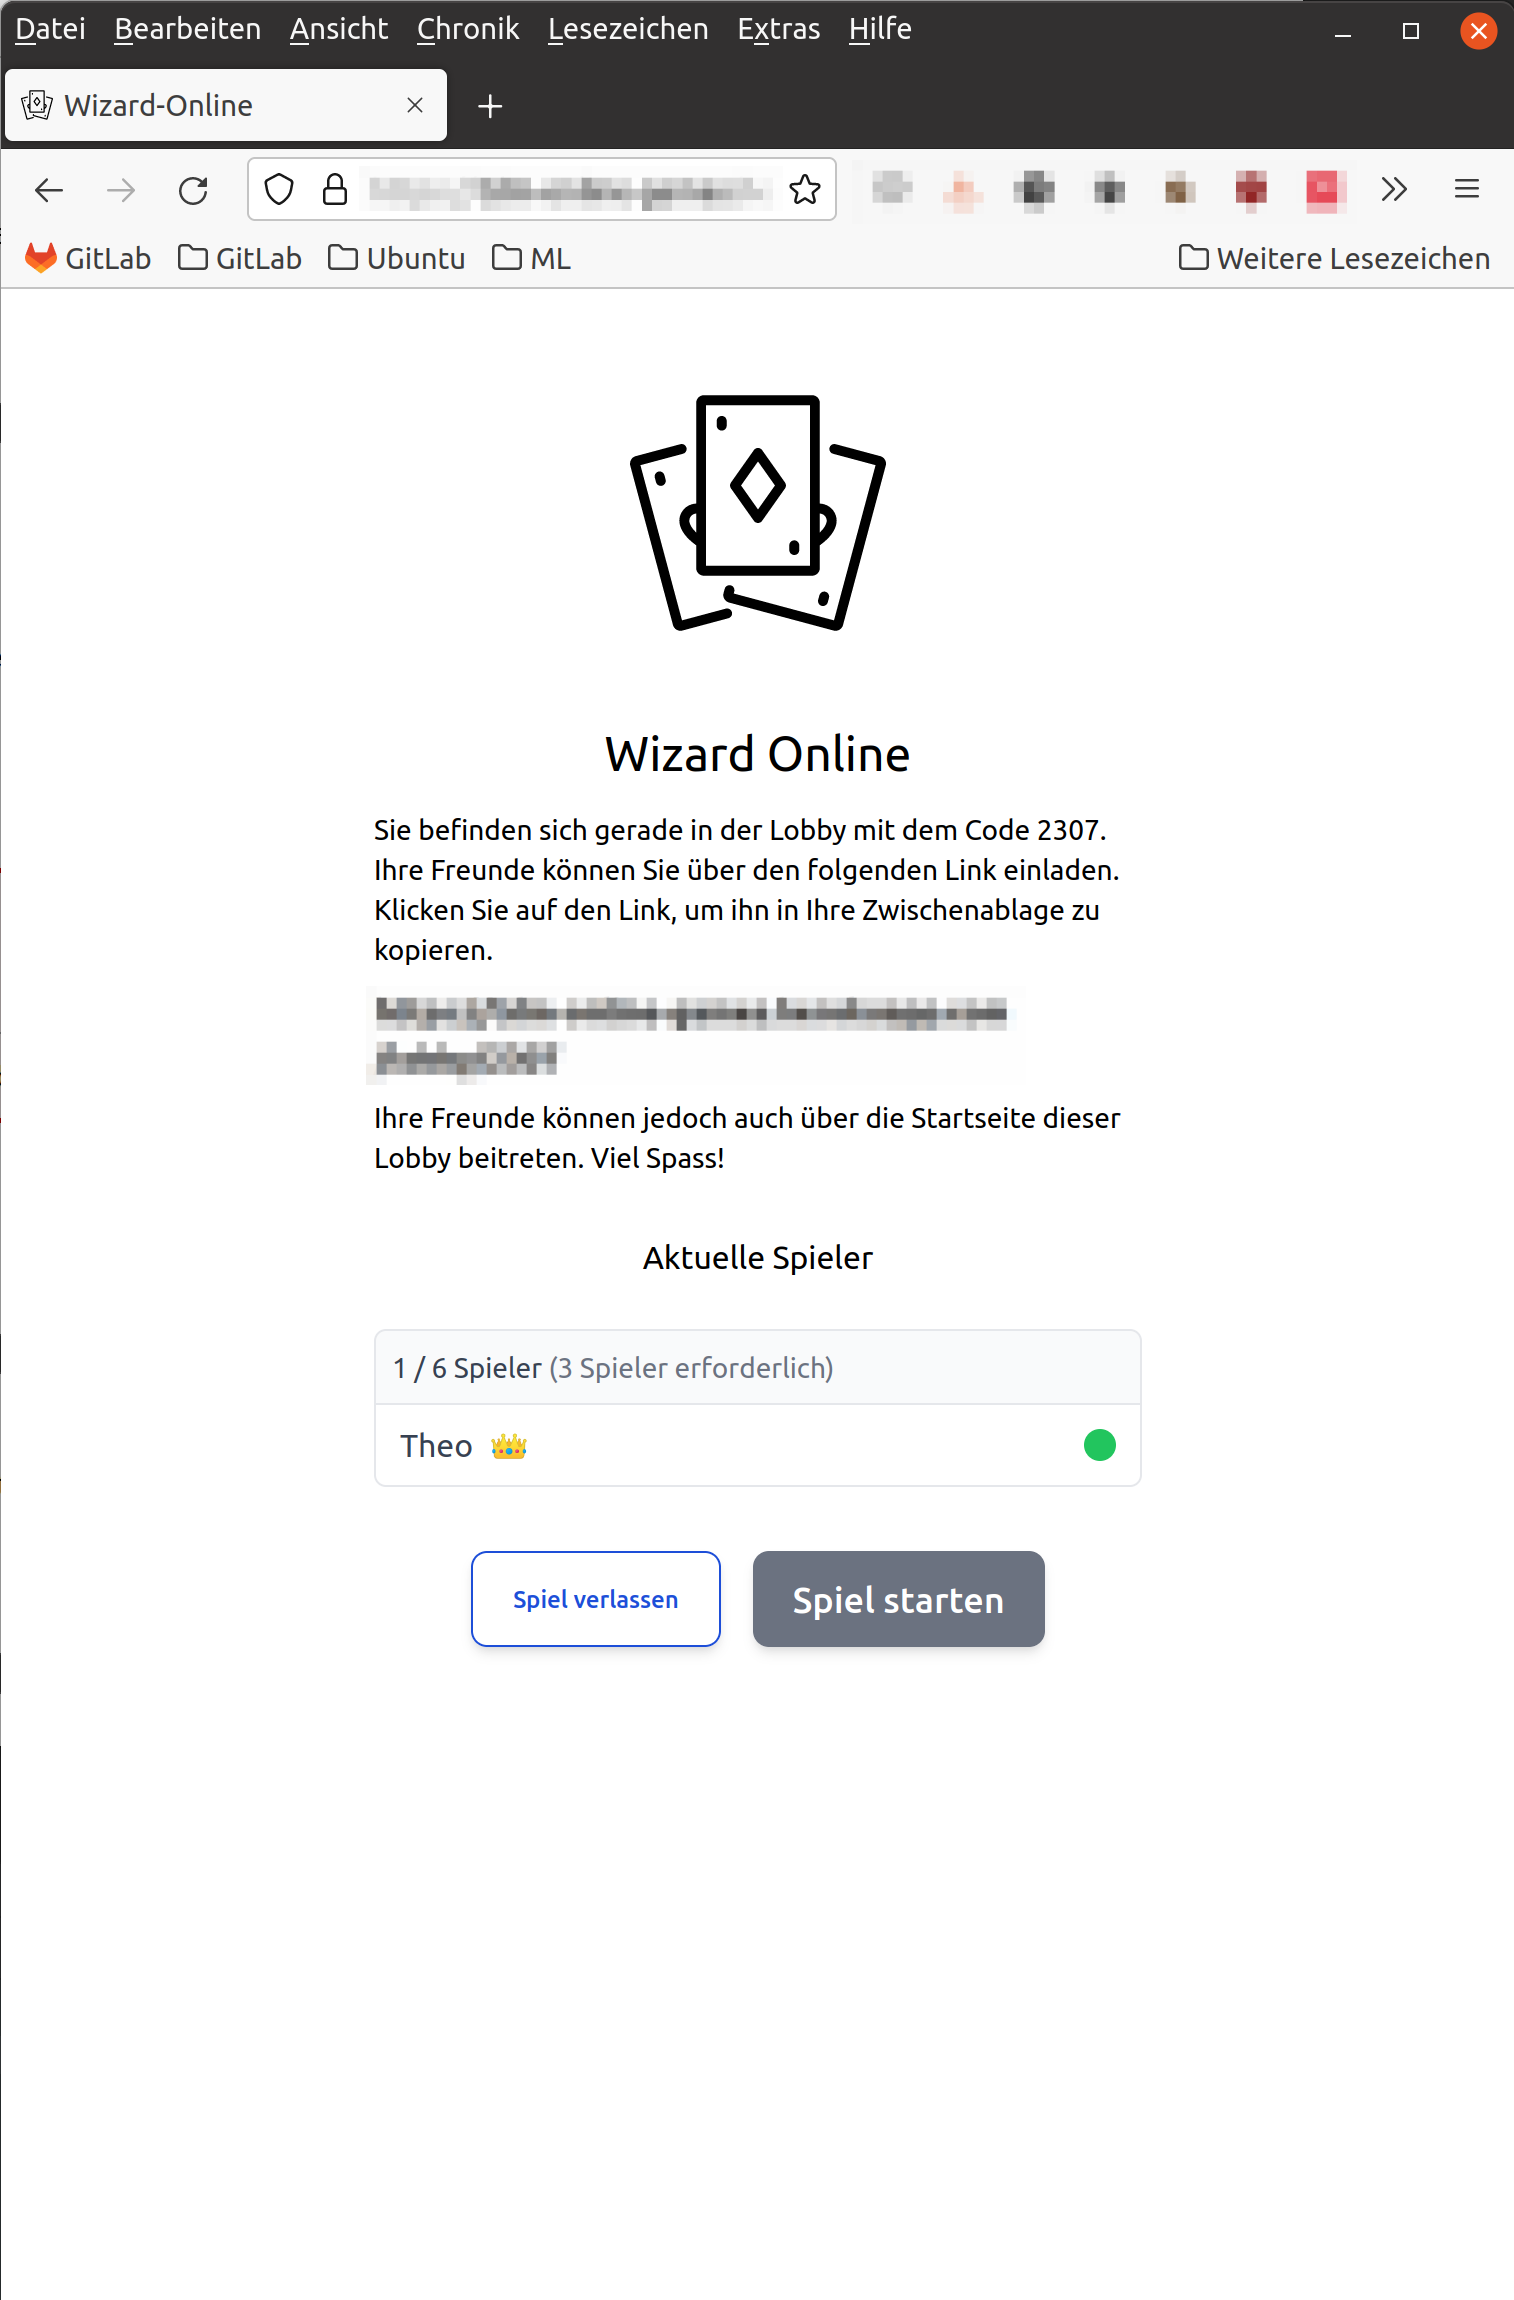 Datei Bearbeiten Ansicht Chronik Lesezeichen Extras Hilfe
Wizard-Online
GitLab GitLab Ubuntu ML Weitere Lesezeichen
Wizard Online
Sie befinden sich gerade in der Lobby mit dem Code 2307.
Ihre Freunde können Sie über den folgenden Link einladen.
Klicken Sie auf den Link, um ihn in Ihre Zwischenablage zu
kopieren.
Ihre Freunde können jedoch auch über die Startseite dieser
Lobby beitreten. Viel Spass!
Aktuelle Spieler
1 / 6 Spieler (3 Spieler erforderlich)
Theo
Spiel verlassen Spiel starten